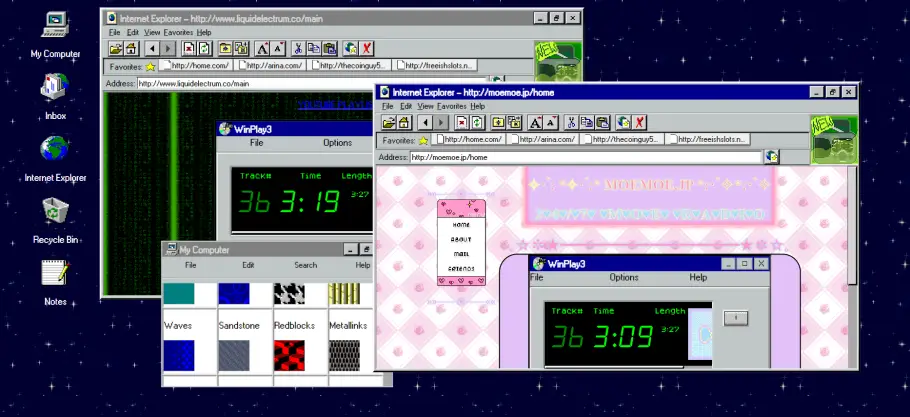 My Computer
Inbox
Internet Explorer
Recycle Bin
Notes
Internet Explorer – http://www.liquidelectrum.co/main
File Edit View Favorites Help
NEW
Favorites: http://home.com/ http://arina.com/ http://thecoinguy5... http://freeishslots.n...
Address: http://www.liquidelectrum.co/main
WinPlay3
File Options
Track# Time Length
36 3:19 3:27
My Computer
File Edit Search Help
Waves Sandstone Redblocks Metallinks
Internet Explorer – http://moemoe.jp/home
File Edit View Favorites Help
NEW
Favorites: http://home.com/ http://arina.com/ http://thecoinguy5... http://freeishslots.n...
Address: http://moemoe.jp/home
MOEMOE.JP
HOME
ABOUT
MAIL
FRIENDS
WinPlay3
File Options Help
Track# Time Length
36 3:09 3:27